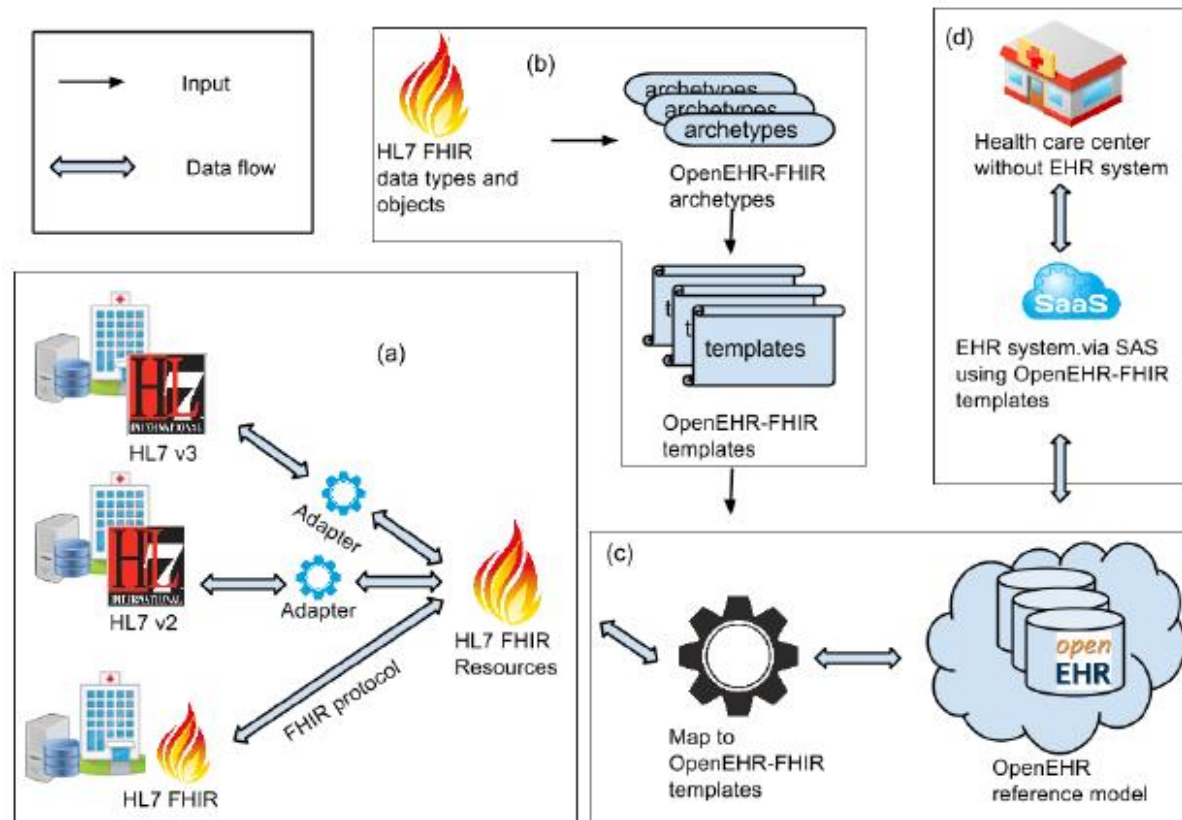 Input
Data flow
(b)
HL7 FHIR
data types and
objects
archetypes
archetypes
archetypes
OpenEHR-FHIR
archetypes
t
t
templates
OpenEHR-FHIR
templates
(d)
Health care center
without EHR system
SaaS
EHR system.via SAS
using OpenEHR-FHIR
templates
(a)
HL7
INTERNATIONAL
HL7 v3
Adapter
HL7
INTERNATIONAL
HL7 v2
Adapter
HL7 FHIR
Resources
FHIR protocol
HL7 FHIR
(c)
Map to
OpenEHR-FHIR
templates
open
EHR
OpenEHR
reference model